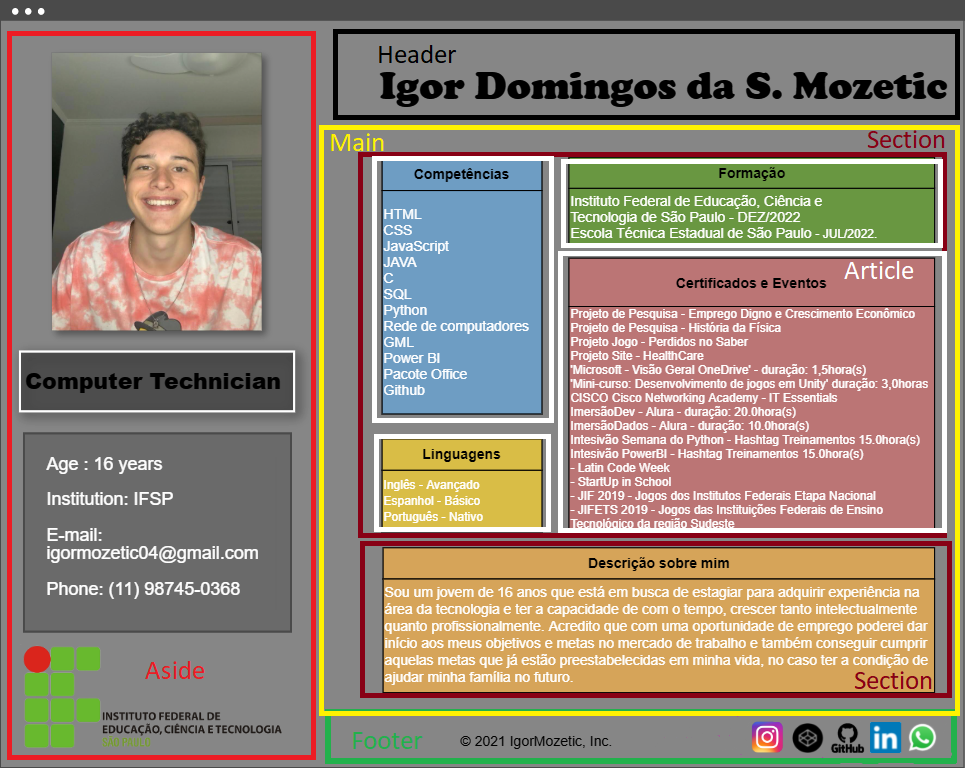 Header
Igor Domingos da S. Mozetic
Main
Section
Competências
HTML
CSS
JavaScript
JAVA
C
SQL
Python
Rede de computadores
GML
Power BI
Pacote Office
Github
Formação
Instituto Federal de Educação, Ciência e
Tecnologia de São Paulo - DEZ/2022
Escola Técnica Estadual de São Paulo - JUL/2022.
Article
Certificados e Eventos
Projeto de Pesquisa - Emprego Digno e Crescimento Econômico
Projeto de Pesquisa - História da Física
Projeto Jogo - Perdidos no Saber
Projeto Site - HealthCare
'Microsoft - Visão Geral OneDrive' - duração: 1,5hora(s)
'Mini-curso: Desenvolvimento de jogos em Unity' duração: 3,0horas
CISCO Cisco Networking Academy - IT Essentials
ImersãoDev - Alura - duração: 20.0hora(s)
ImersãoDados - Alura - duração: 10.0hora(s)
Intesivão Semana do Python - Hashtag Treinamentos 15.0hora(s)
Intesivão PowerBI - Hashtag Treinamentos 15.0hora(s)
- Latin Code Week
- StartUp in School
- JIF 2019 - Jogos dos Institutos Federais Etapa Nacional
- JIFETS 2019 - Jogos das Instituições Federais de Ensino
Tecnológico da região Sudeste
Linguagens
Inglês - Avançado
Espanhol - Básico
Português - Nativo
Descrição sobre mim
Sou um jovem de 16 anos que está em busca de estagiar para adquirir experiência na
área da tecnologia e ter a capacidade de com o tempo, crescer tanto intelectualmente
quanto profissionalmente. Acredito que com uma oportunidade de emprego poderei dar
início aos meus objetivos e metas no mercado de trabalho e também conseguir cumprir
aquelas metas que já estão preestabelecidas em minha vida, no caso ter a condição de
ajudar minha família no futuro.
Section
Computer Technician
Age : 16 years
Institution: IFSP
E-mail:
igormozetic04@gmail.com
Phone: (11) 98745-0368
Aside
INSTITUTO FEDERAL DE
EDUCAÇÃO, CIÊNCIA E TECNOLOGIA
SÃO PAULO
Footer
© 2021 IgorMozetic, Inc.
GitHub
in